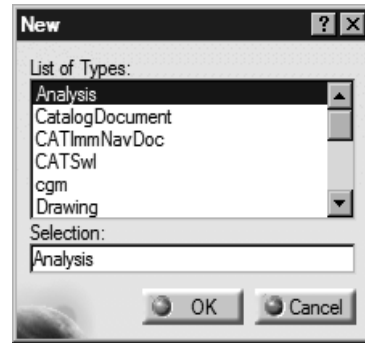 New
List of Types:
Analysis
CatalogDocument
CATImmNavDoc
CATSwl
cgm
Drawing
Selection:
Analysis
OK Cancel